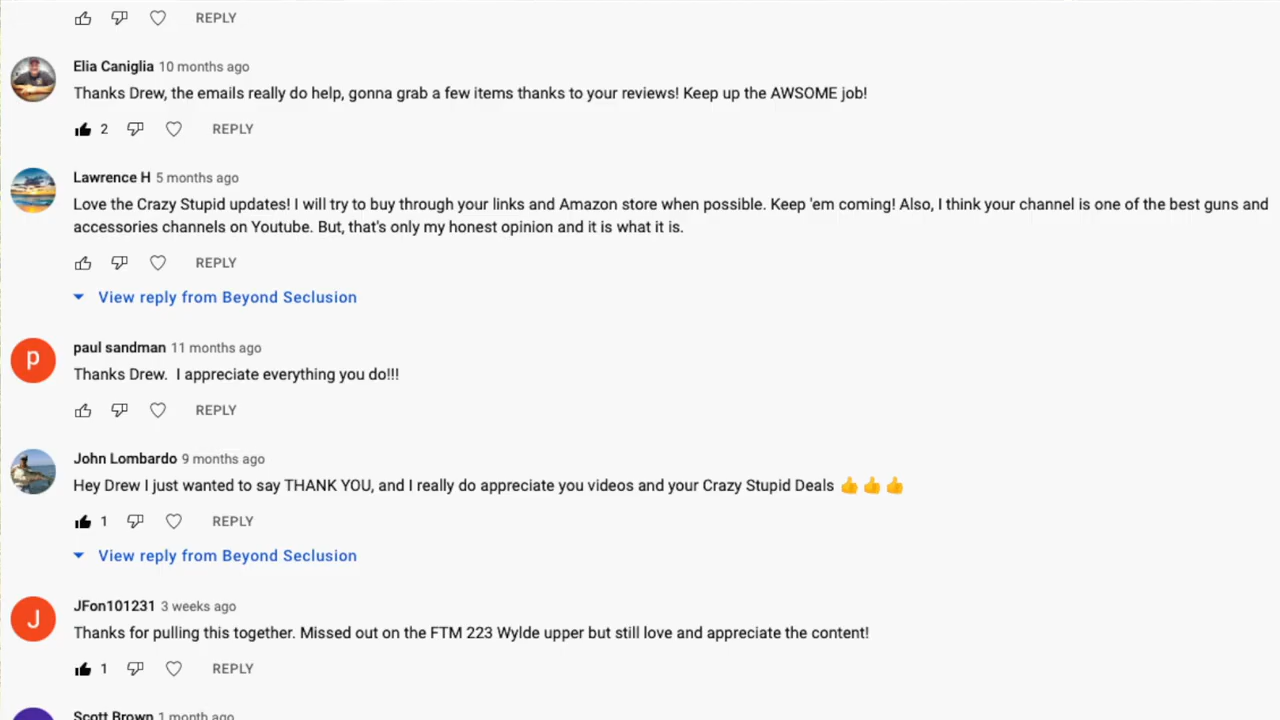 REPLY
Elia Caniglia 10 months ago
Thanks Drew, the emails really do help, gonna grab a few items thanks to your reviews! Keep up the AWSOME job!
2 REPLY
Lawrence H 5 months ago
Love the Crazy Stupid updates! I will try to buy through your links and Amazon store when possible. Keep 'em coming! Also, I think your channel is one of the best guns and
accessories channels on Youtube. But, that's only my honest opinion and it is what it is.
REPLY
View reply from Beyond Seclusion
p
paul sandman 11 months ago
Thanks Drew.  I appreciate everything you do!!!
REPLY
John Lombardo 9 months ago
Hey Drew I just wanted to say THANK YOU, and I really do appreciate you videos and your Crazy Stupid Deals 👍👍👍
1 REPLY
View reply from Beyond Seclusion
J
JFon101231 3 weeks ago
Thanks for pulling this together. Missed out on the FTM 223 Wylde upper but still love and appreciate the content!
1 REPLY
Scott Brown 1 month ago